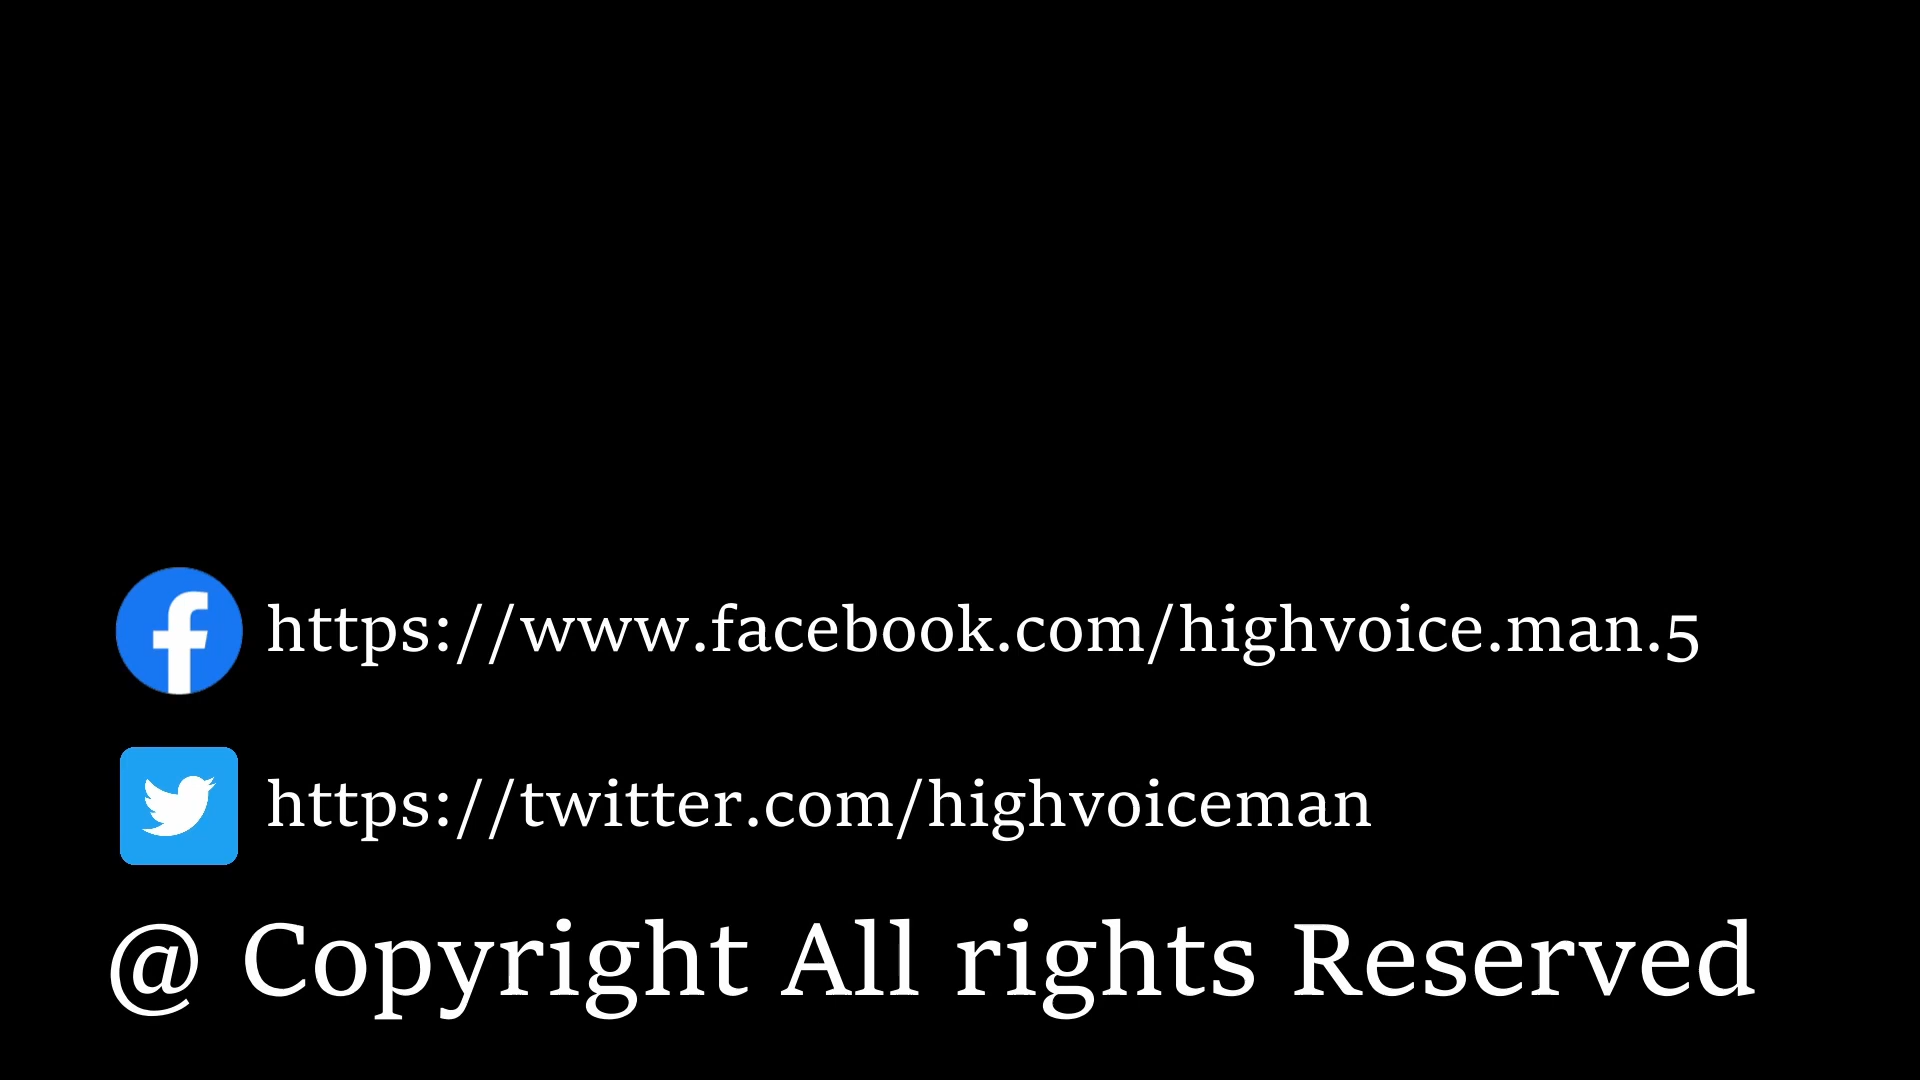 https://www.facebook.com/highvoice.man.5
https://twitter.com/highvoiceman
@ Copyright All rights Reserved